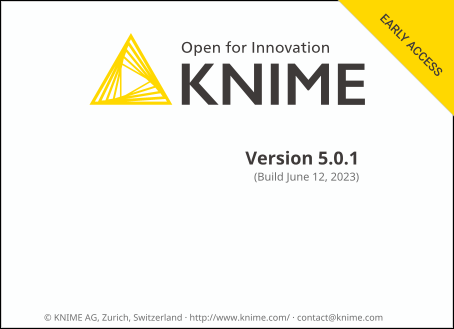 EARLY ACCESS
Open for Innovation
KNIME
Version 5.0.1
(Build June 12, 2023)
© KNIME AG, Zurich, Switzerland · http://www.knime.com/ · contact@knime.com